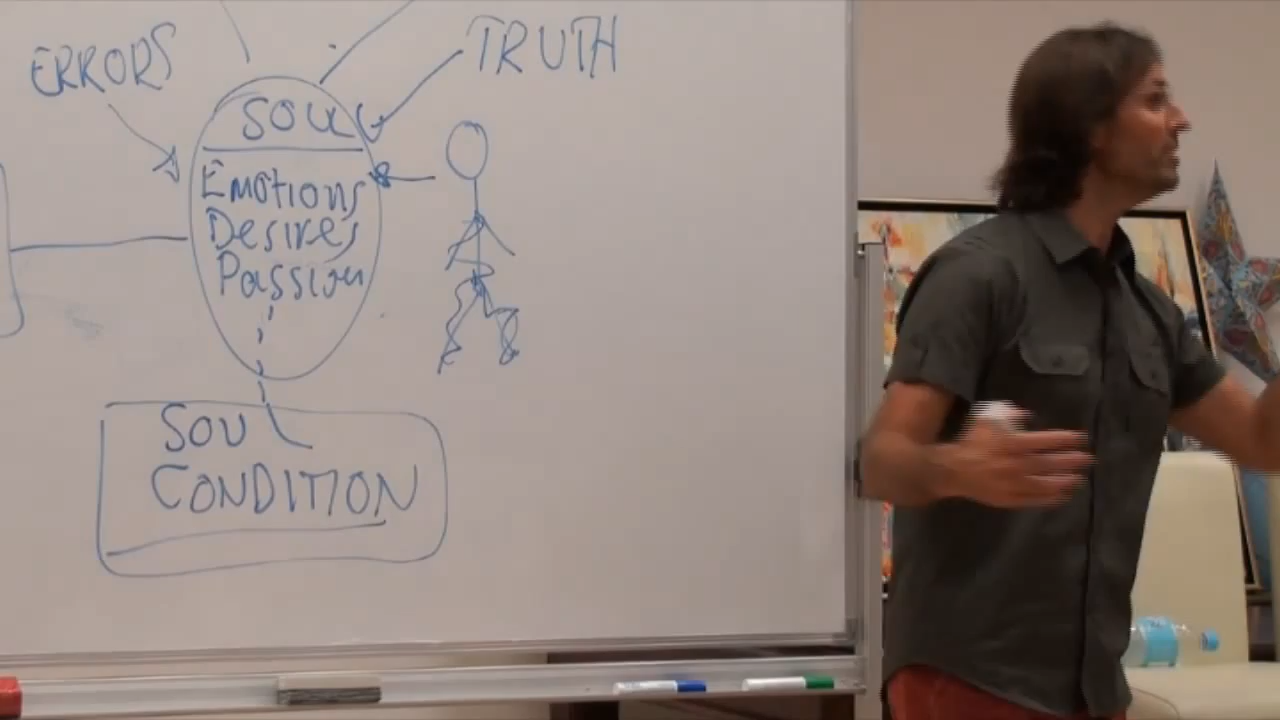 ERRORS
TRUTH
SOUL
Emotions
Desires
Passion
SOUL
CONDITION